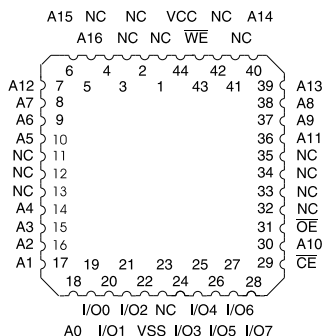 A15 NC NC VCC NC A14
A16 NC NC W̅E̅ NC
6 4 2 44 42 40
A12 7 5 3 1 43 41 39 A13
A7 8 38 A8
A6 9 37 A9
A5 10 36 A11
NC 11 35 NC
NC 12 34 NC
NC 13 33 NC
A4 14 32 NC
A3 15 31 O̅E̅
A2 16 30 A10
A1 17 19 21 23 25 27 29 C̅E̅
18 20 22 24 26 28
I/O0 I/O2 NC I/O4 I/O6
A0 I/O1 VSS I/O3 I/O5 I/O7